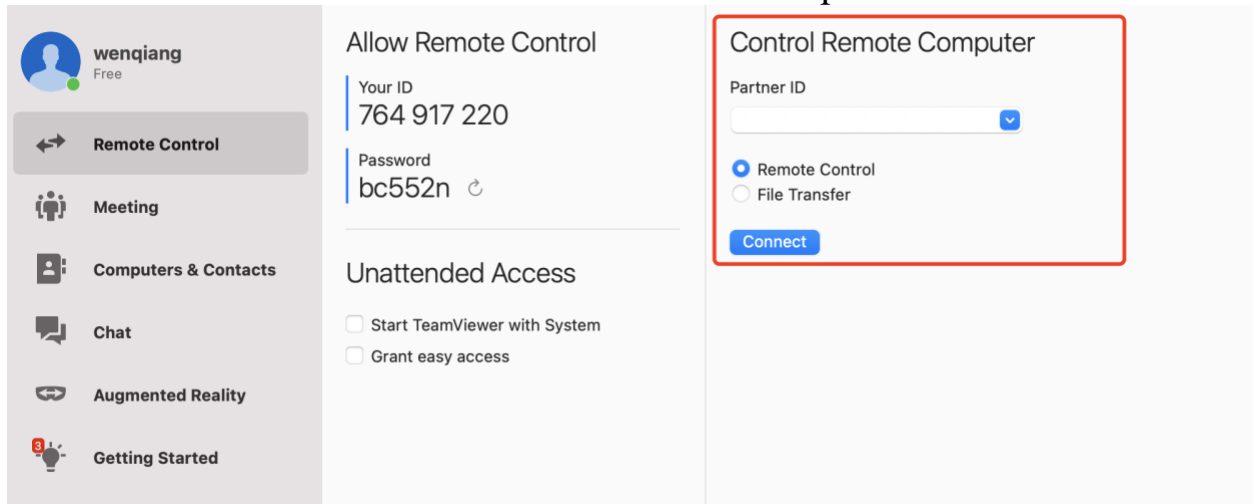 wenqiang
Free
Remote Control
Meeting
Computers & Contacts
Chat
Augmented Reality
3
Getting Started
Allow Remote Control
Your ID
764 917 220
Password
bc552n
Unattended Access
Start TeamViewer with System
Grant easy access
Control Remote Computer
Partner ID
Remote Control
File Transfer
Connect